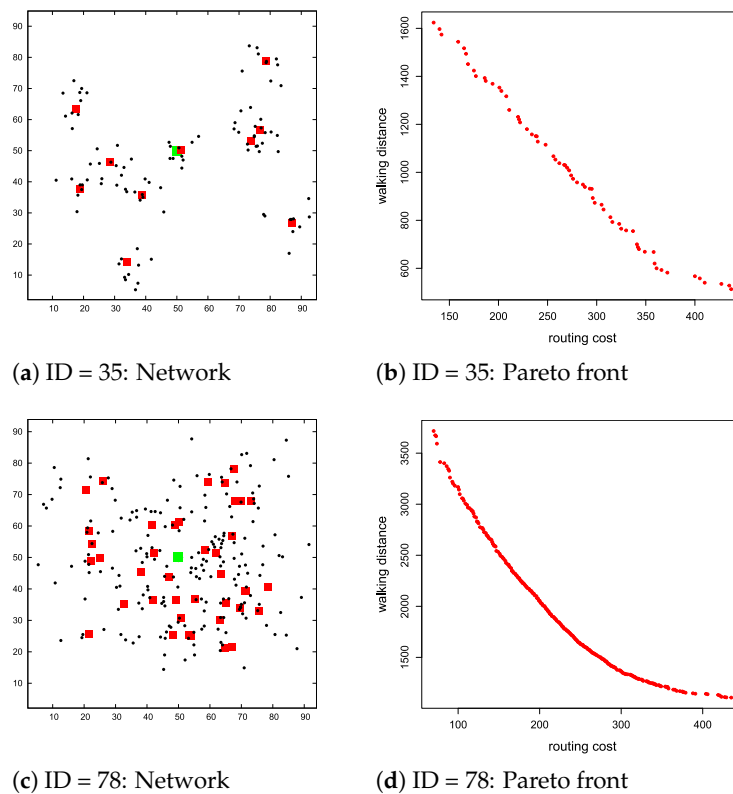 90
80
70
60
50
40
30
20
10
10 20 30 40 50 60 70 80 90
walking distance
1600
1400
1200
1000
800
600
150 200 250 300 350 400
routing cost
(a) ID = 35: Network
(b) ID = 35: Pareto front
90
80
70
60
50
40
30
20
10
10 20 30 40 50 60 70 80 90
walking distance
3500
3000
2500
2000
1500
100 200 300 400
routing cost
(c) ID = 78: Network
(d) ID = 78: Pareto front